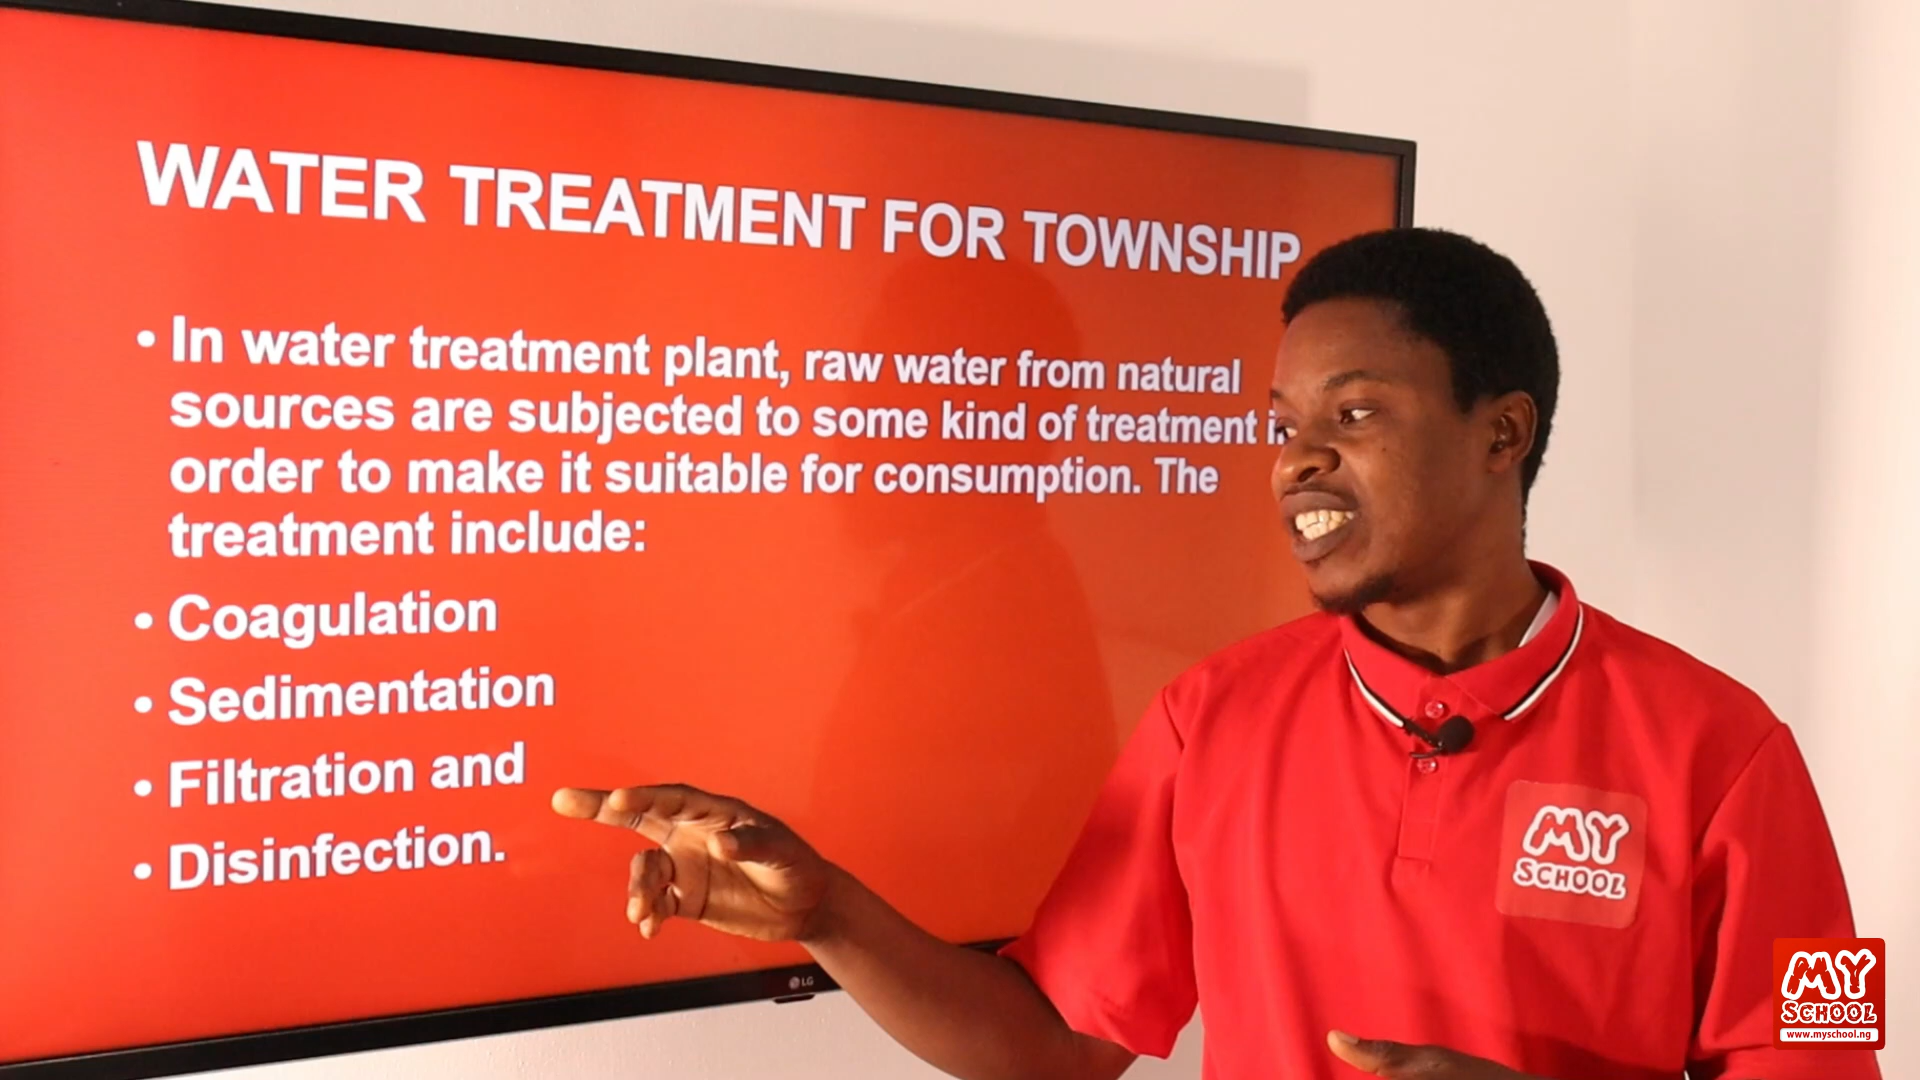 WATER TREATMENT FOR TOWNSHIP
• In water treatment plant, raw water from natural
sources are subjected to some kind of treatment i
order to make it suitable for consumption. The
treatment include:
• Coagulation
• Sedimentation
• Filtration and
• Disinfection.
LG
MY
SCHOOL
MY
SCHOOL
www.myschool.ng